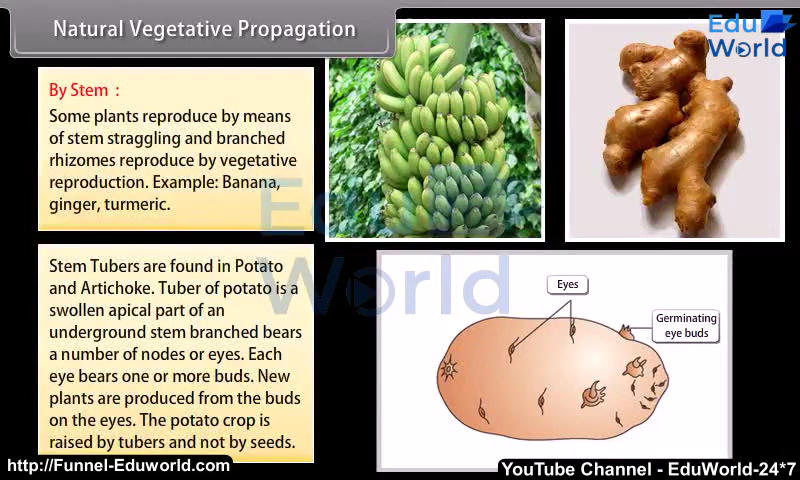 Natural Vegetative Propagation
Edu
World
By Stem :
Some plants reproduce by means
of stem straggling and branched
rhizomes reproduce by vegetative
reproduction. Example: Banana,
ginger, turmeric.
Edu
World
Stem Tubers are found in Potato
and Artichoke. Tuber of potato is a
swollen apical part of an
underground stem branched bears
a number of nodes or eyes. Each
eye bears one or more buds. New
plants are produced from the buds
on the eyes. The potato crop is
raised by tubers and not by seeds.
Eyes
Germinating
eye buds
http://Funnel-Eduworld.com
YouTube Channel - EduWorld-24*7